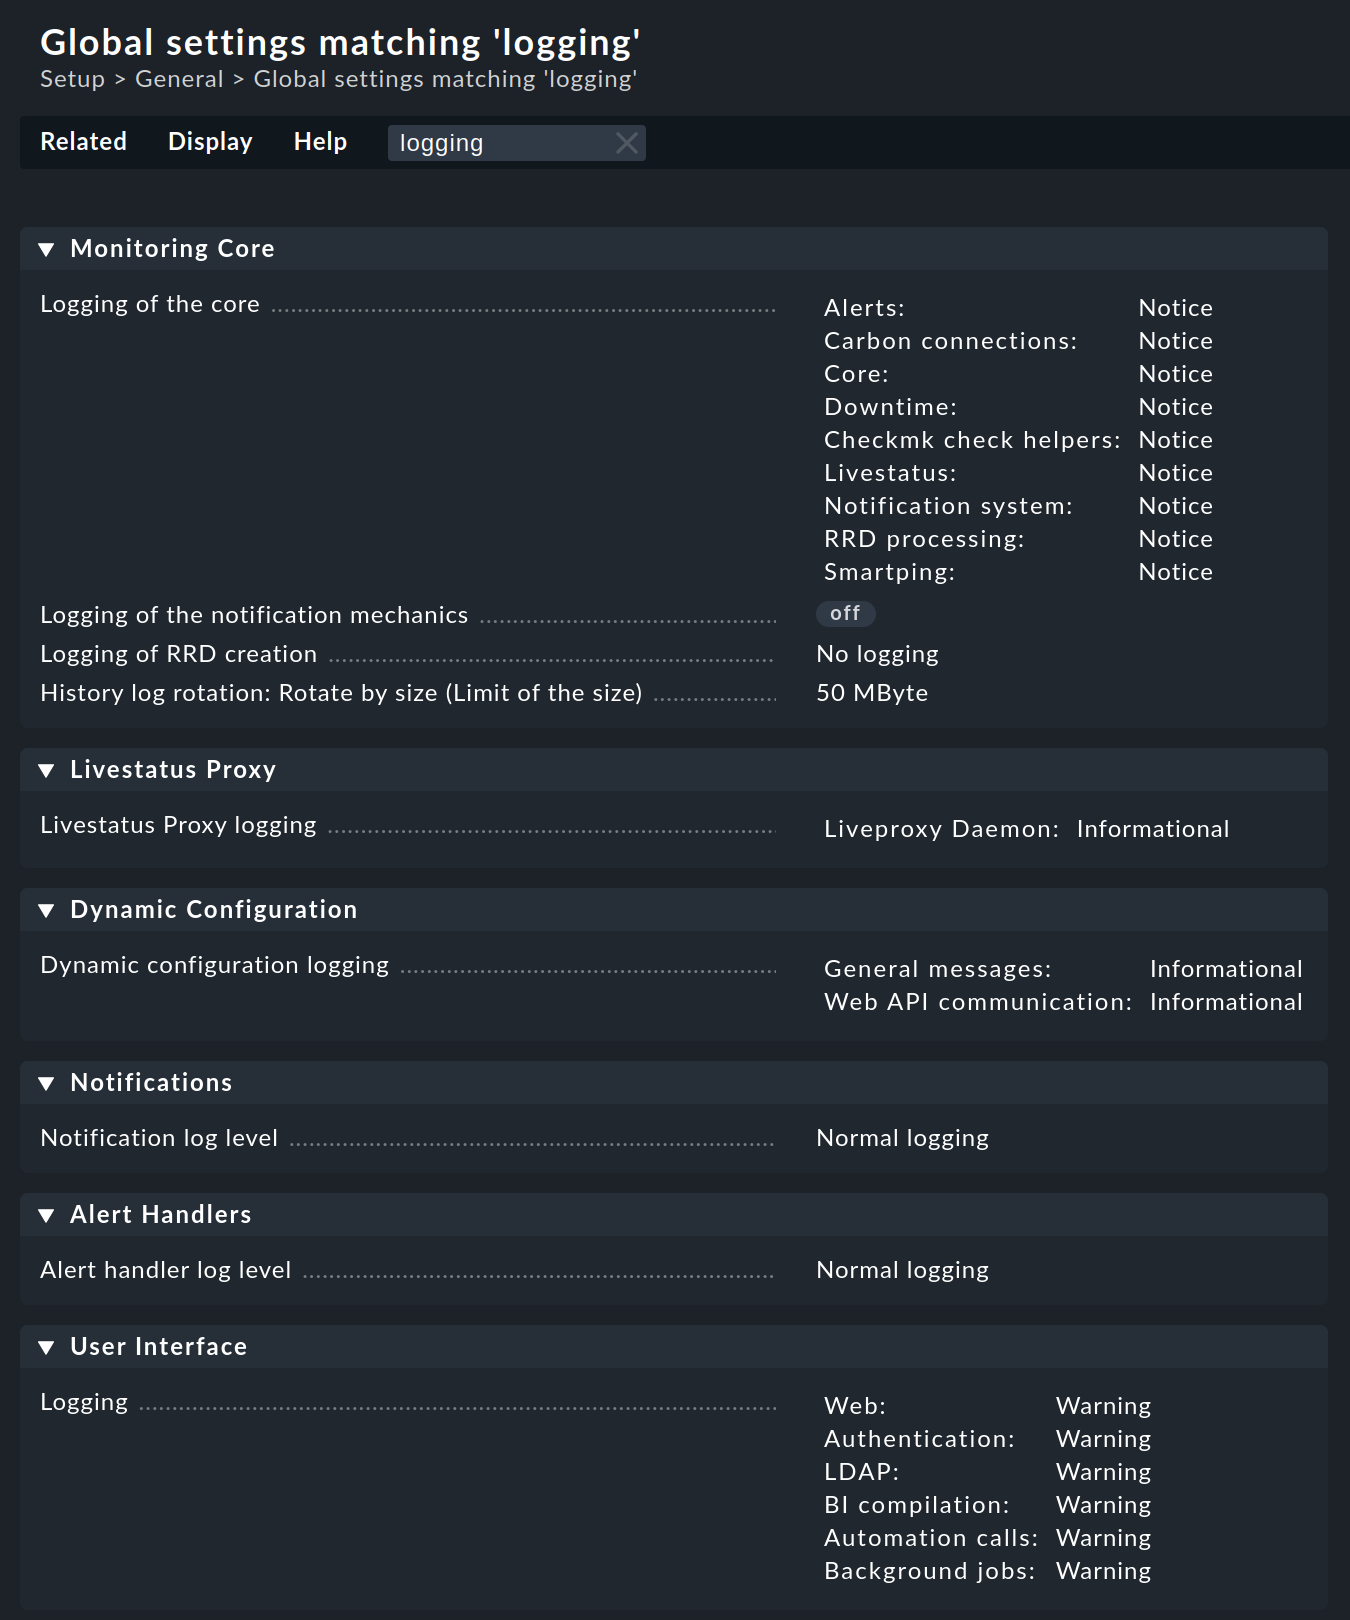 Global settings matching 'logging'
Setup > General > Global settings matching 'logging'
Related Display Help logging
Monitoring Core
Logging of the core Alerts: Notice
Carbon connections: Notice
Core: Notice
Downtime: Notice
Checkmk check helpers: Notice
Livestatus: Notice
Notification system: Notice
RRD processing: Notice
Smartping: Notice
Logging of the notification mechanics off
Logging of RRD creation No logging
History log rotation: Rotate by size (Limit of the size) 50 MByte
Livestatus Proxy
Livestatus Proxy logging Liveproxy Daemon: Informational
Dynamic Configuration
Dynamic configuration logging General messages: Informational
Web API communication: Informational
Notifications
Notification log level Normal logging
Alert Handlers
Alert handler log level Normal logging
User Interface
Logging Web: Warning
Authentication: Warning
LDAP: Warning
BI compilation: Warning
Automation calls: Warning
Background jobs: Warning